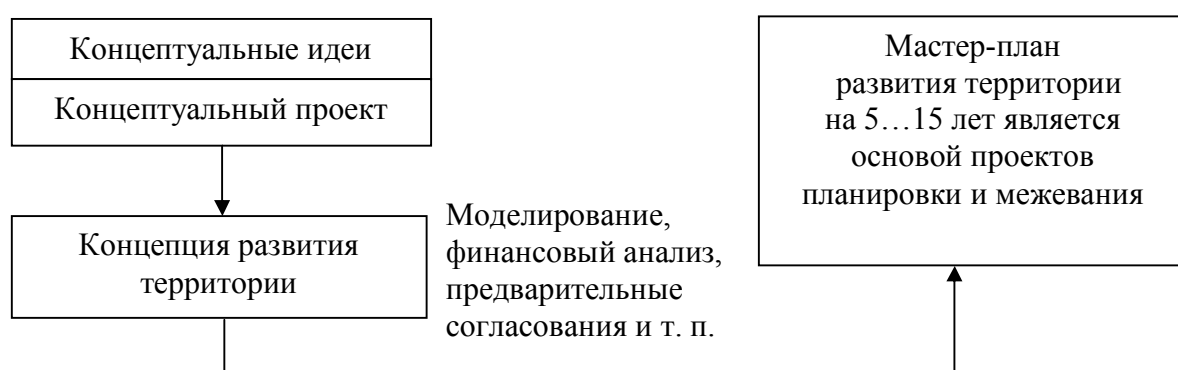 Концептуальные идеи
Концептуальный проект
Концепция развития
территории
Моделирование,
финансовый анализ,
предварительные
согласования и т. п.
Мастер-план
развития территории
на 5…15 лет является
основой проектов
планировки и межевания